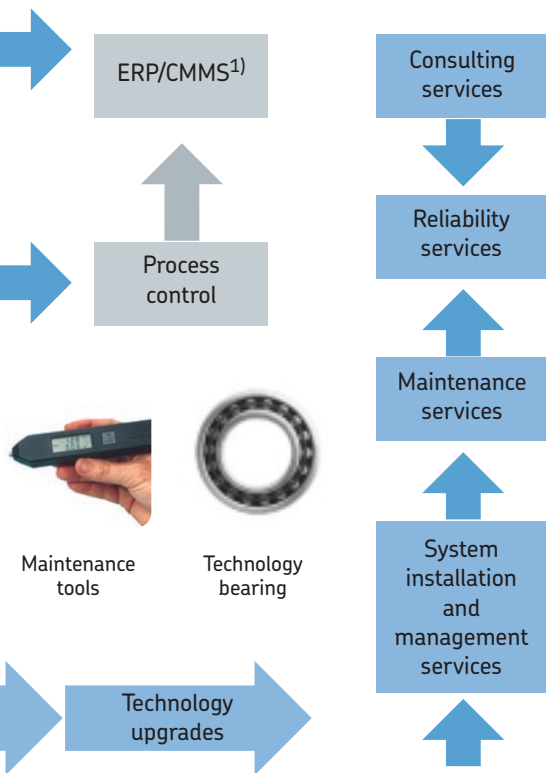 ERP/CMMS1)
Process
control
Maintenance
tools
Technology
bearing
Technology
upgrades
Consulting
services
Reliability
services
Maintenance
services
System
installation
and
management
services